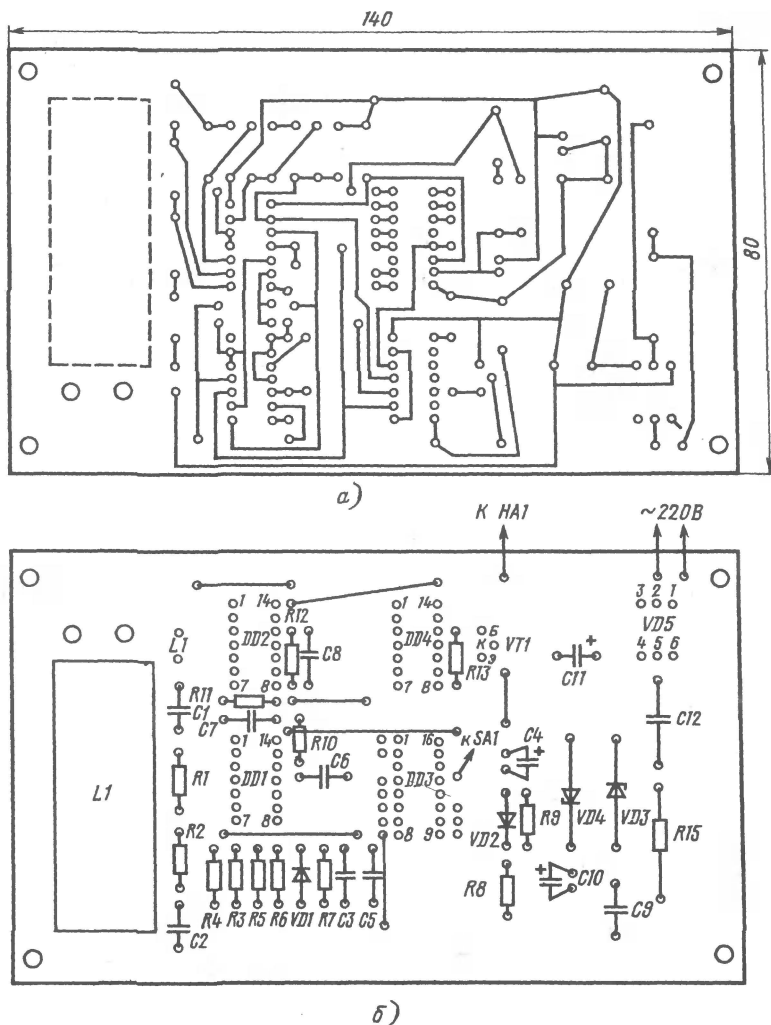 140
80
а)
К НА1
~220В
1 14
1 14
3 2 1
R12
Б
L1
DD2
C8
DD4
К
VT1
VD5
Э
R13
4 5 6
7 8
7 8
C11
+
R11
C1
C7
C12
1 14
R10
1 16
кSA1
C4
+
L1
R1
DD1
C6
DD3
R9
VD4
VD3
7 8
8 9
VD2
R15
R2
+
C10
R8
R4 R3 R5 R6 VD1 R7 C3 C5
C9
C2
б)